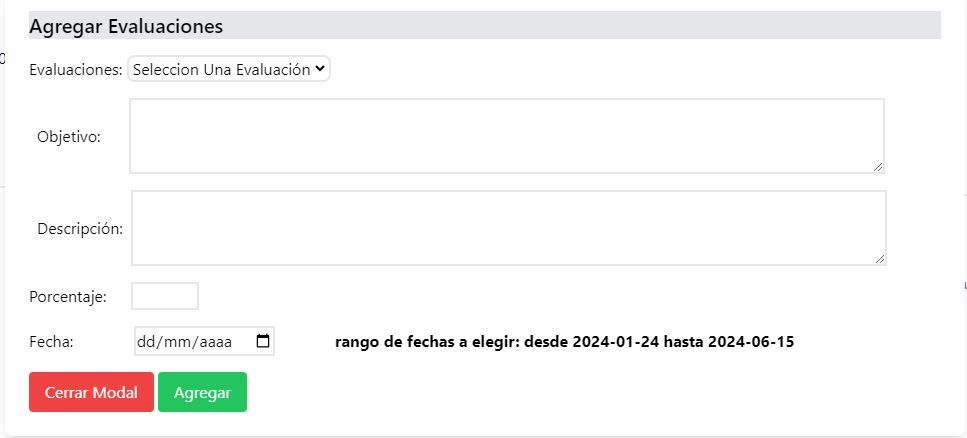 Agregar Evaluaciones
Evaluaciones: Seleccion Una Evaluación
Objetivo:
Descripción:
Porcentaje:
Fecha: dd/mm/aaaa rango de fechas a elegir: desde 2024-01-24 hasta 2024-06-15
Cerrar Modal Agregar